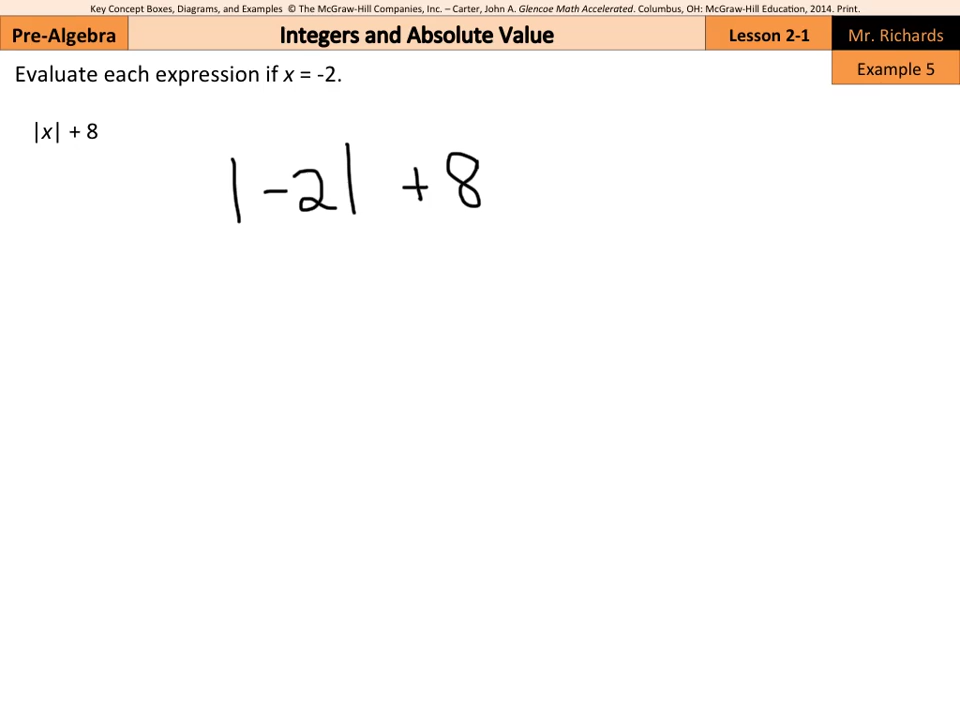 Key Concept Boxes, Diagrams, and Examples © The McGraw-Hill Companies, Inc. – Carter, John A. Glencoe Math Accelerated. Columbus, OH: McGraw-Hill Education, 2014. Print.
Pre-Algebra
Integers and Absolute Value
Lesson 2-1
Mr. Richards
Example 5
Evaluate each expression if x = -2.
|x| + 8
|-2| + 8